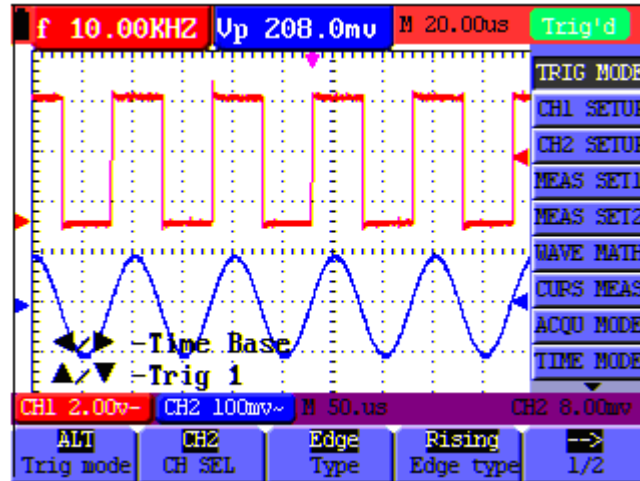 f 10.00KHZ Vp 208.0mv M 20.00us Trig'd
TRIG MODE
CH1 SETUP
CH2 SETUP
MEAS SET1
MEAS SET2
WAVE MATH
CURS MEAS
ACQU MODE
TIME MODE
◄/► -Time Base
▲/▼ -Trig 1
CH1 2.00v- CH2 100mv~ M 50.us CH2 8.00mv
ALT CH2 Edge Rising -->
Trig mode CH SEL Type Edge type 1/2